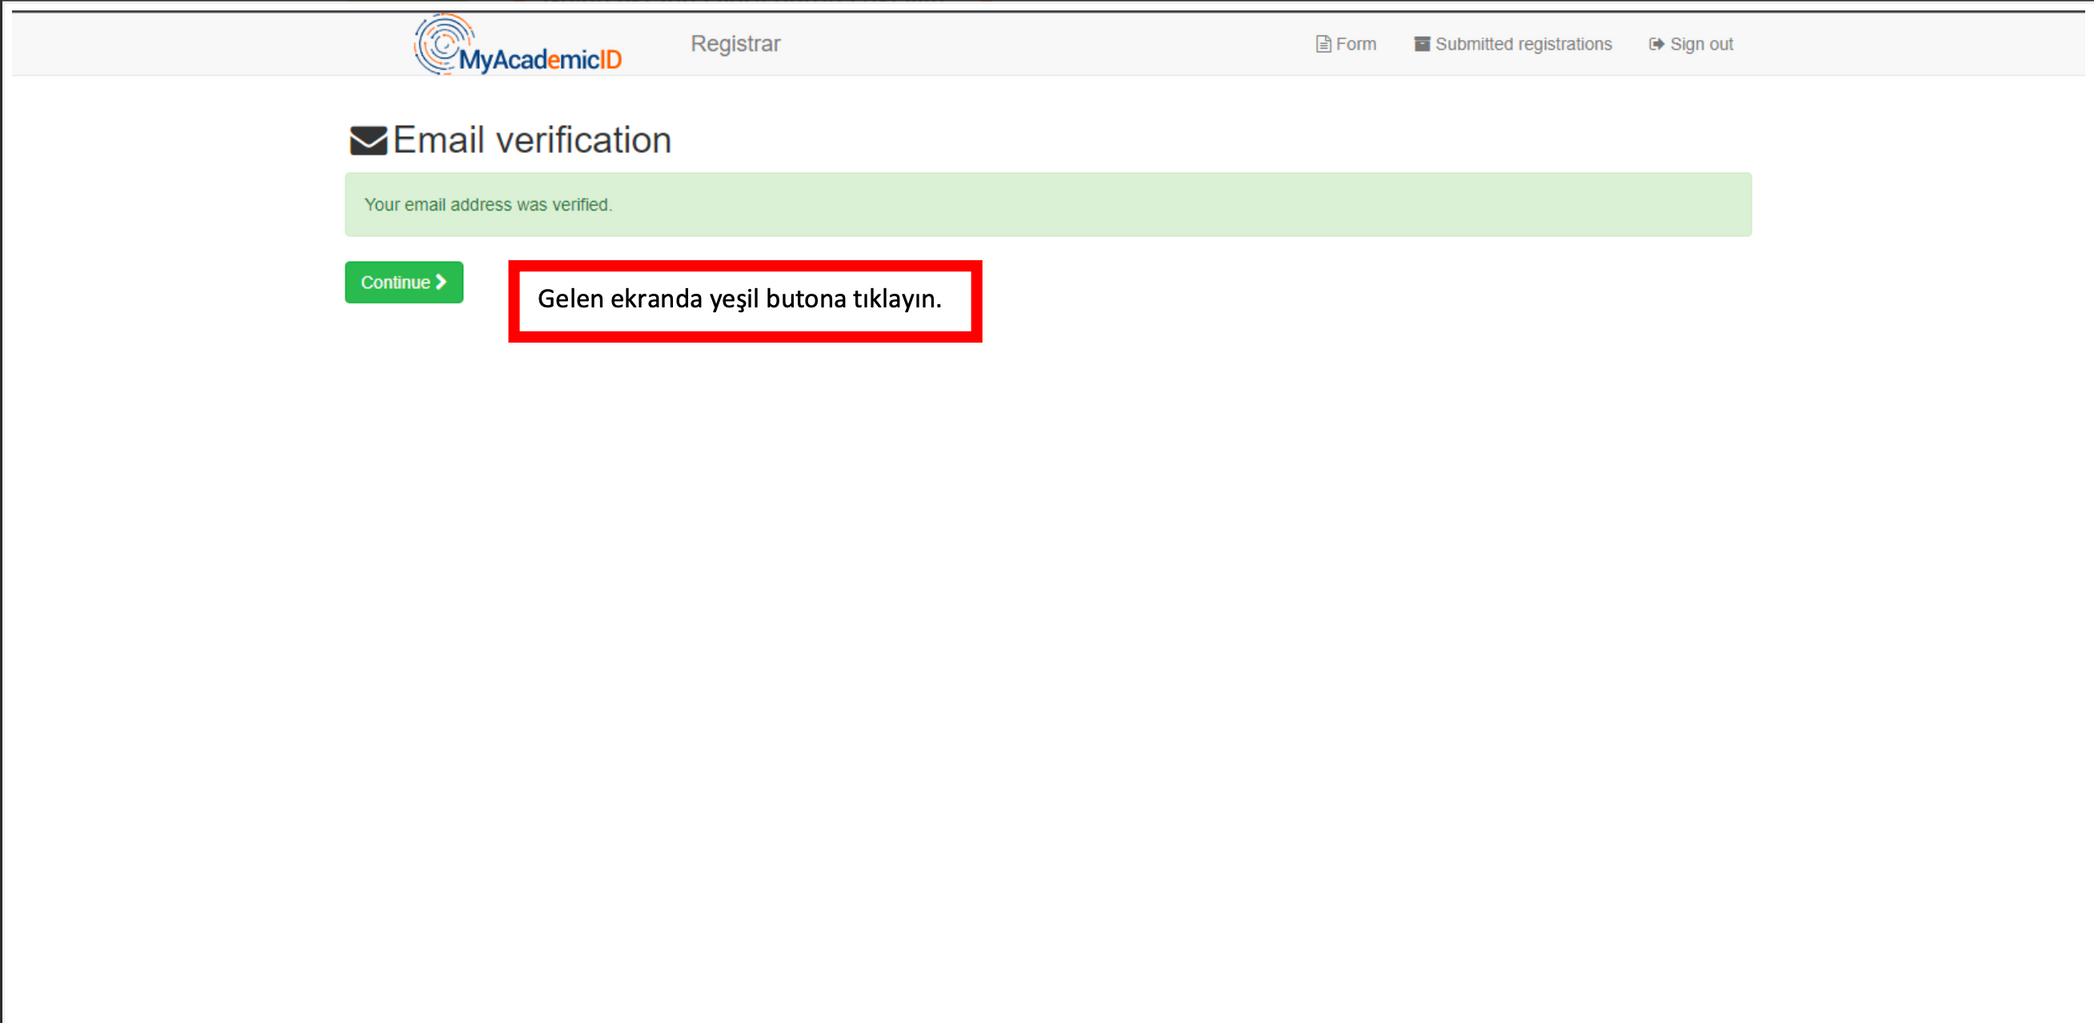 MyAcademicID
Registrar
Form
Submitted registrations
Sign out
Email verification
Your email address was verified.
Continue
Gelen ekranda yeşil butona tıklayın.